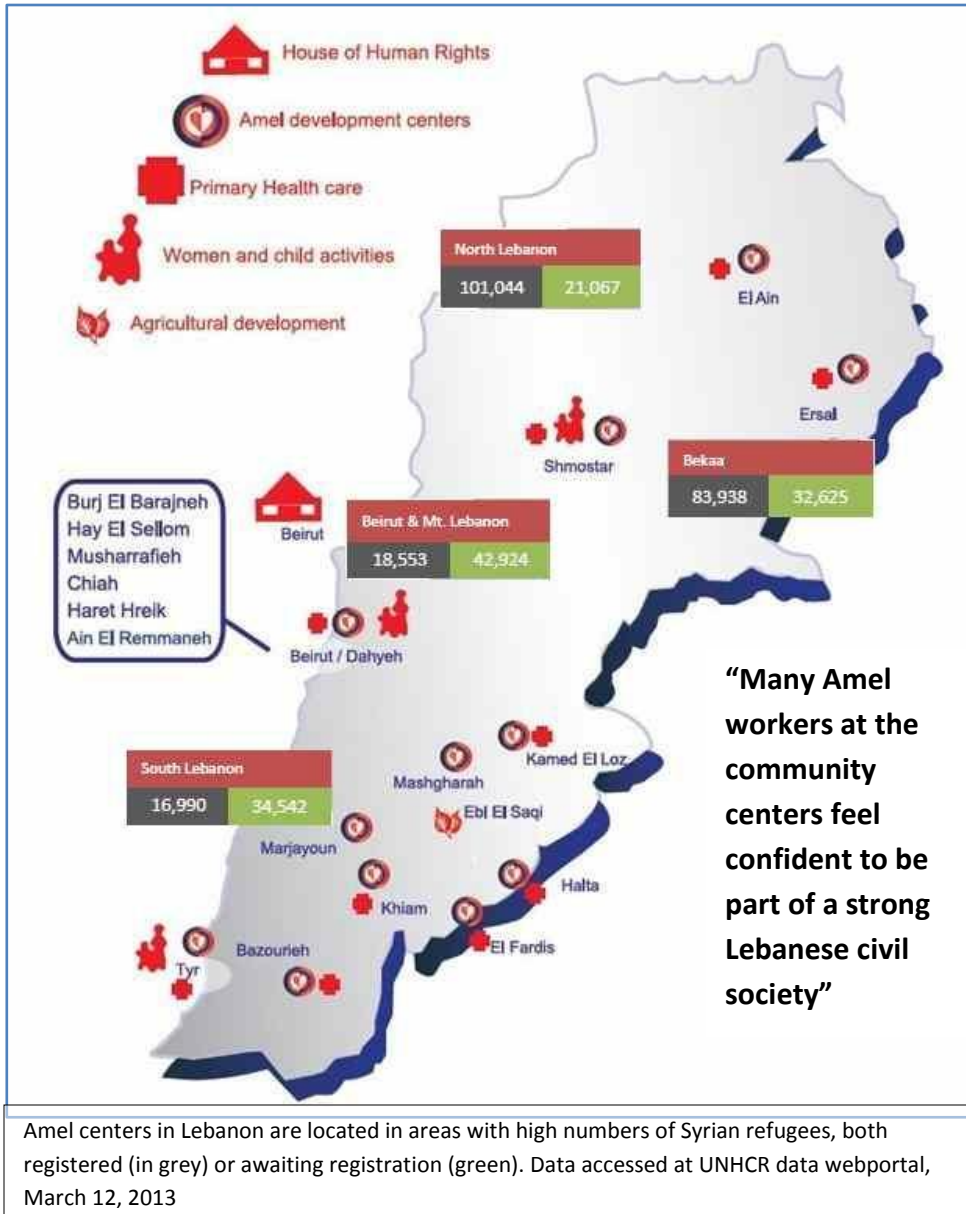 House of Human Rights
Amel development centers
Primary Health care
Women and child activities
Agricultural development
North Lebanon
101,044 21,067
El Ain
Ersal
Shmostar
Bekaa
83,938 32,625
Burj El Barajneh
Hay El Sellom
Musharrafieh
Chiah
Haret Hreik
Ain El Remmaneh
Beirut
Beirut & Mt. Lebanon
18,553 42,924
Beirut / Dahyeh
“Many Amel
workers at the
community
centers feel
confident to be
part of a strong
Lebanese civil
society”
Kamed El Loz
Mashgharah
South Lebanon
16,990 34,542
Ebl El Saqi
Marjayoun
Halta
Khiam
El Fardis
Bazourieh
Tyr
Amel centers in Lebanon are located in areas with high numbers of Syrian refugees, both
registered (in grey) or awaiting registration (green). Data accessed at UNHCR data webportal,
March 12, 2013